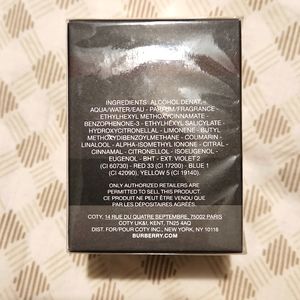 INGREDIENTS: ALCOHOL DENAT. -
AQUA/WATER/EAU - PARFUM/FRAGRANCE -
ETHYLHEXYL METHOXYCINNAMATE -
BENZOPHENONE-3 - ETHYLHEXYL SALICYLATE -
HYDROXYCITRONELLAL - LIMONENE - BUTYL
METHOXYDIBENZOYLMETHANE - COUMARIN -
LINALOOL - ALPHA-ISOMETHYL IONONE - CITRAL -
CINNAMAL - CITRONELLOL - ISOEUGENOL -
EUGENOL - BHT - EXT. VIOLET 2
(CI 60730) - RED 33 (CI 17200) - BLUE 1
(CI 42090), YELLOW 5 (CI 19140).
ONLY AUTHORIZED RETAILERS ARE
PERMITTED TO SELL THIS PRODUCT.
CE PRODUIT NE PEUT ÊTRE VENDU
QUE PAR LES DÉPOSITAIRES AGRÉÉS.
COTY, 14 RUE DU QUATRE SEPTEMBRE, 75002 PARIS
COTY UK&I, KENT, TN25 4AQ
DIST. FOR/POUR COTY INC., NEW YORK, NY 10118
BURBERRY.COM